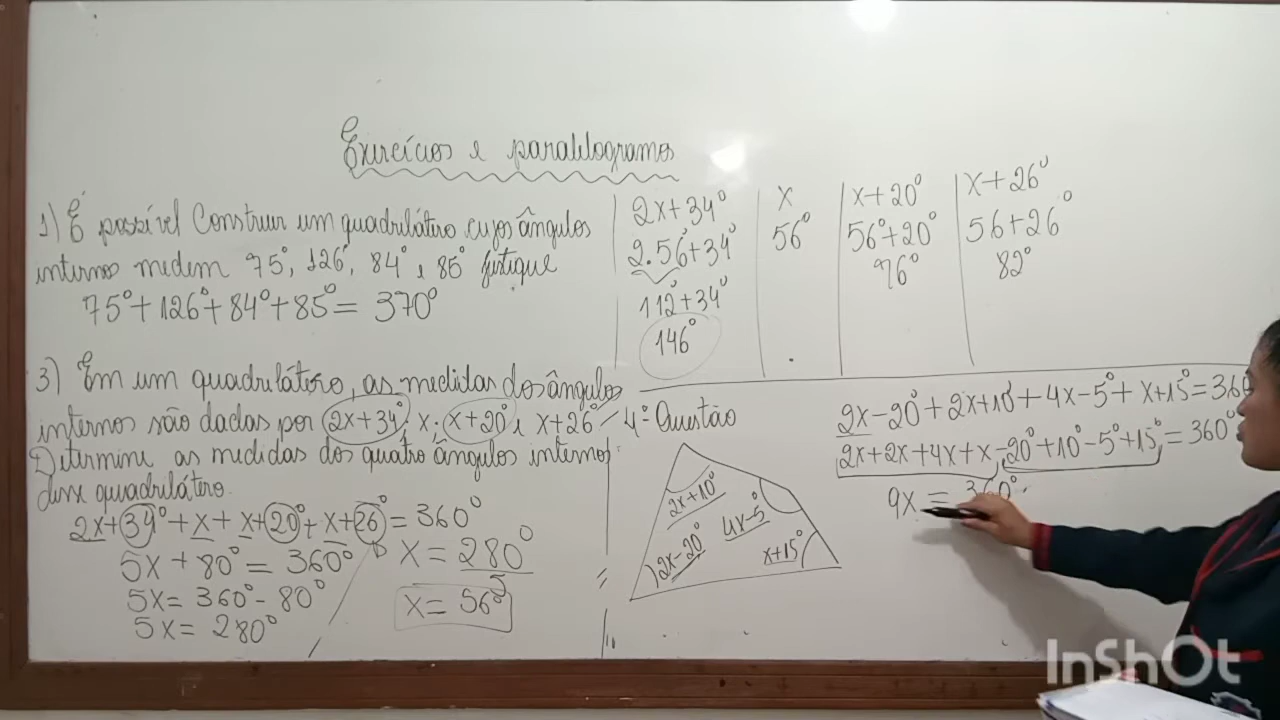 Exercícios e paralelogramos
1) É possível Construir um quadrilátero cujos ângulos
internos medem 75°, 126°, 84° e 85° justique
75° + 126° + 84° + 85° = 370°
3) Em um quadrilátero, as medidas dos ângulos
internos são dadas por 2x+34°, x, x+20° e x+26°
Determine as medidas dos quatro ângulos internos
desse quadrilátero.
2x+34° + x + x+20° + x+26° = 360°
5x + 80° = 360°
5x = 360° - 80°
5x = 280°
x = 280°
5
x = 56°
2x+34°
2.56°+34°
112°+34°
146°
x
56°
x+20°
56°+20°
76°
x+26°
56+26°
82°
4° Questão
2x+10°
2x-20°
4x-5°
x+15°
2x-20°+2x+10°+4x-5°+x+15°=360
2x+2x+4x+x-20°+10°-5°+15°=360°
9x = 360°
InShOt